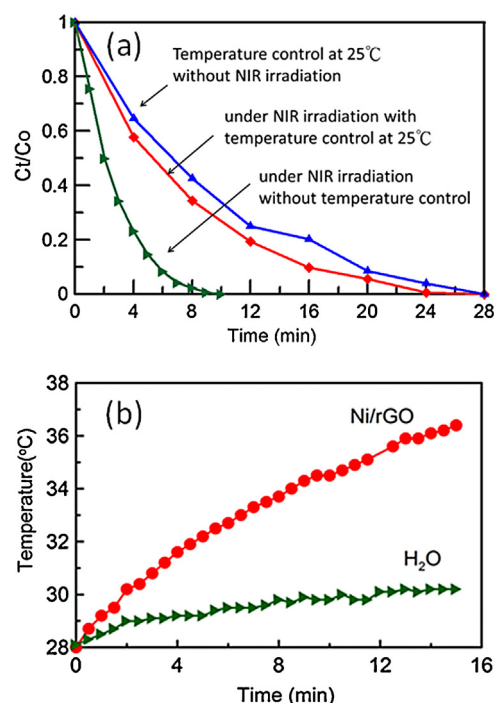 (a)
Temperature control at 25℃
without NIR irradiation
under NIR irradiation with
temperature control at 25℃
under NIR irradiation
without temperature control
Ct/Co
1
0.8
0.6
0.4
0.2
0
0 4 8 12 16 20 24 28
Time (min)
(b)
Ni/rGO
H₂O
Temperature(ºC)
36
34
32
30
28
0 4 8 12 16
Time (min)